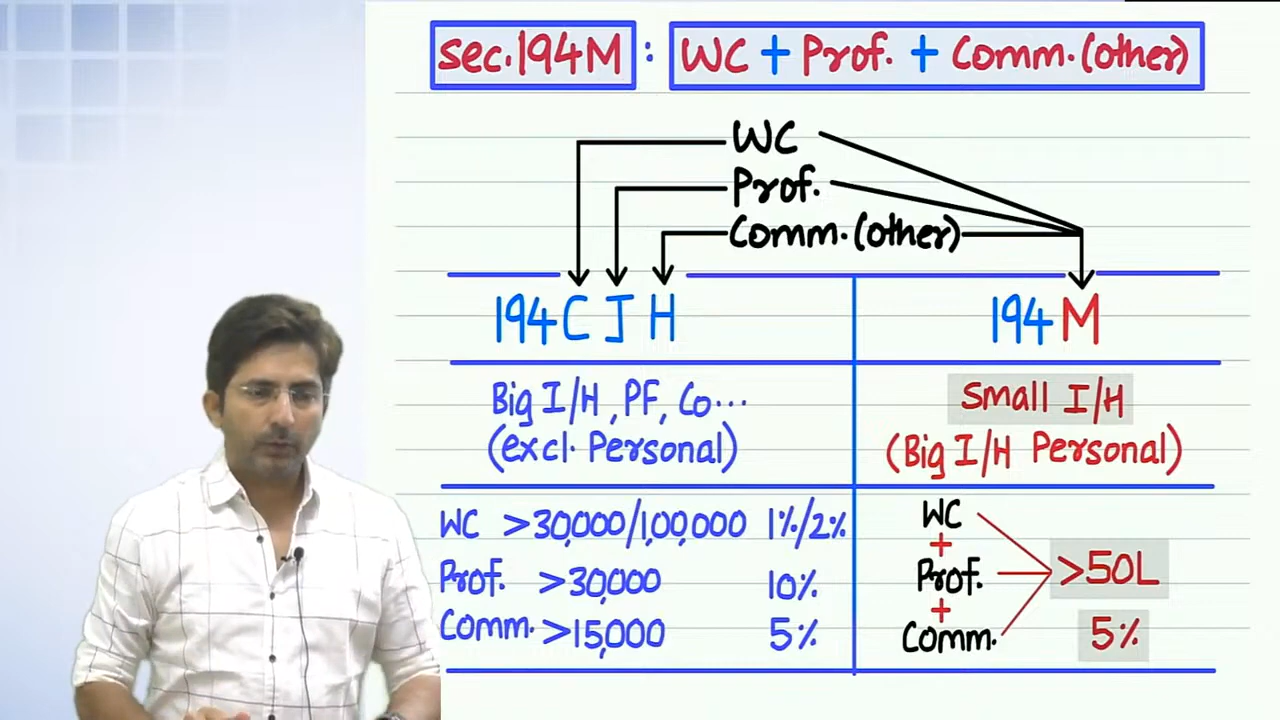 sec.194M : WC + Prof. + Comm.(other)
WC
Prof.
Comm.(other)
194C J H
194M
Big I/H, PF, Co...
(excl. Personal)
Small I/H
(Big I/H Personal)
WC >30,000/1,00,000 1%/2%
Prof. >30,000 10%
Comm. >15,000 5%
WC
+
Prof.
+
Comm.
>50L
5%